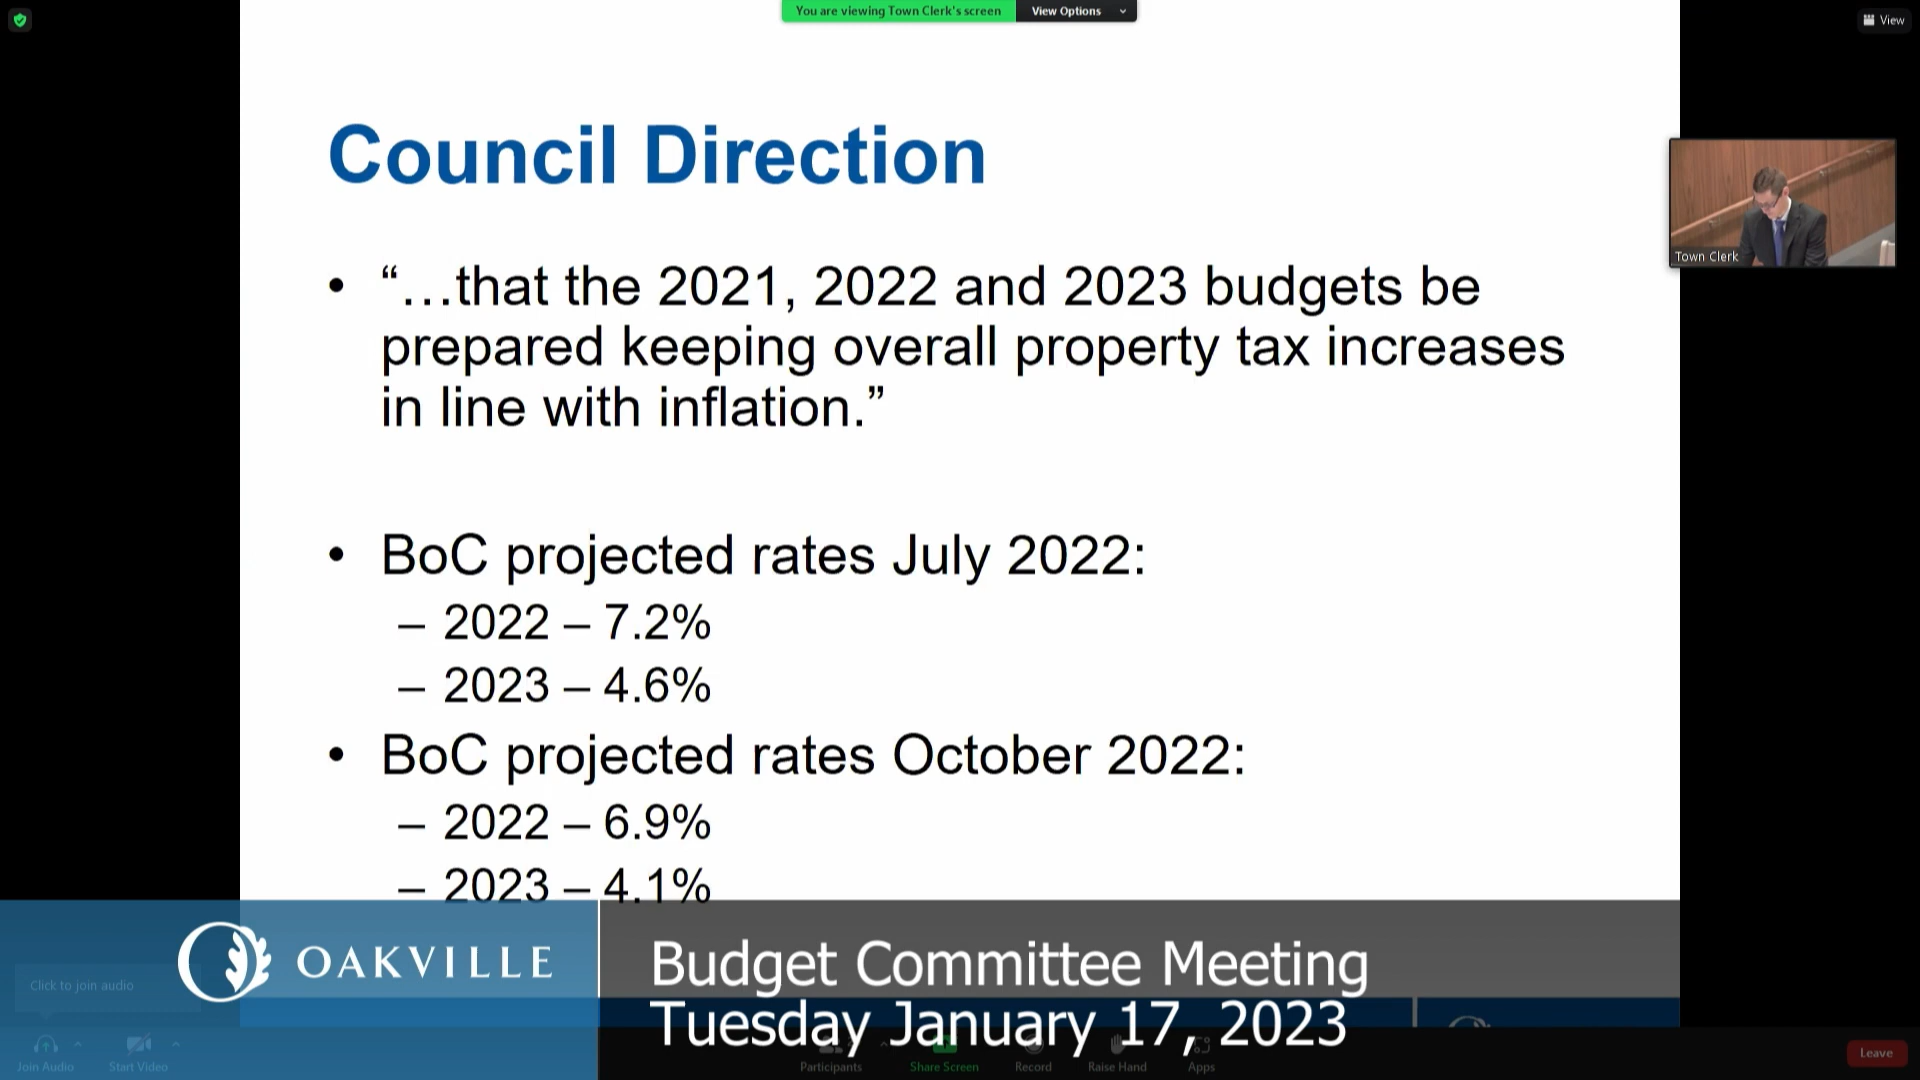 You are viewing Town Clerk's screen
View Options
View
Council Direction
• “…that the 2021, 2022 and 2023 budgets be
prepared keeping overall property tax increases
in line with inflation.”
Town Clerk
• BoC projected rates July 2022:
– 2022 – 7.2%
– 2023 – 4.6%
• BoC projected rates October 2022:
– 2022 – 6.9%
– 2023 – 4.1%
OAKVILLE
Budget Committee Meeting
Tuesday January 17, 2023
Click to join audio
Join Audio
Start Video
Participants
Share Screen
Record
Raise Hand
Apps
Leave